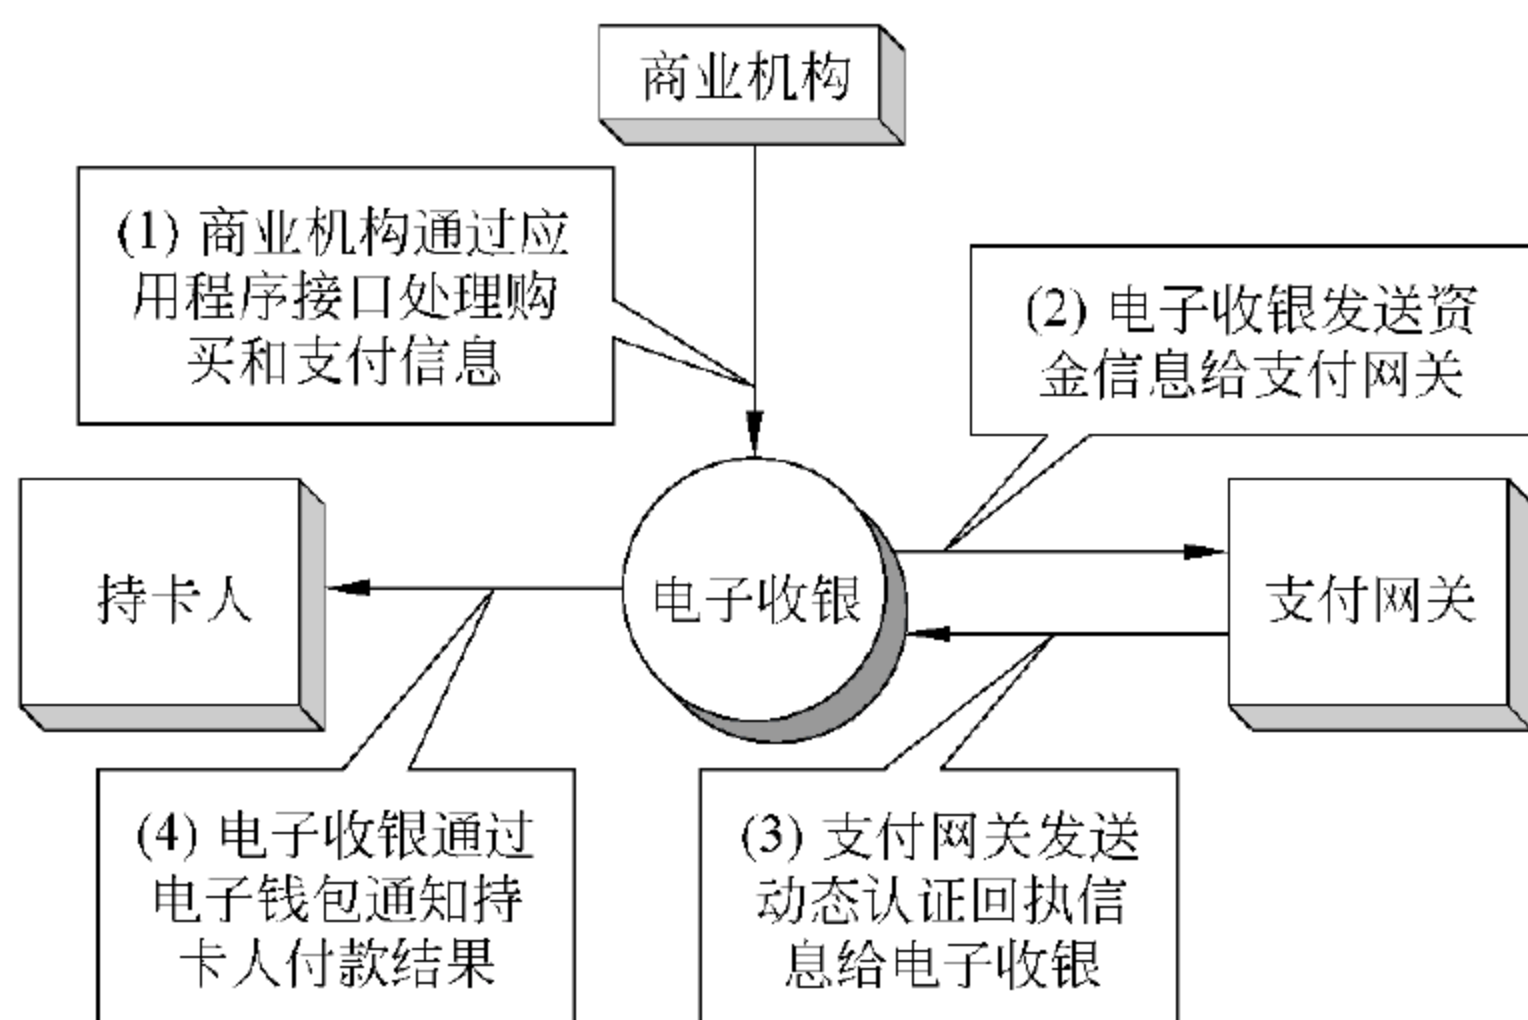 商业机构
(1) 商业机构通过应
用程序接口处理购
买和支付信息
(2) 电子收银发送资
金信息给支付网关
持卡人
电子收银
支付网关
(4) 电子收银通过
电子钱包通知持
卡人付款结果
(3) 支付网关发送
动态认证回执信
息给电子收银